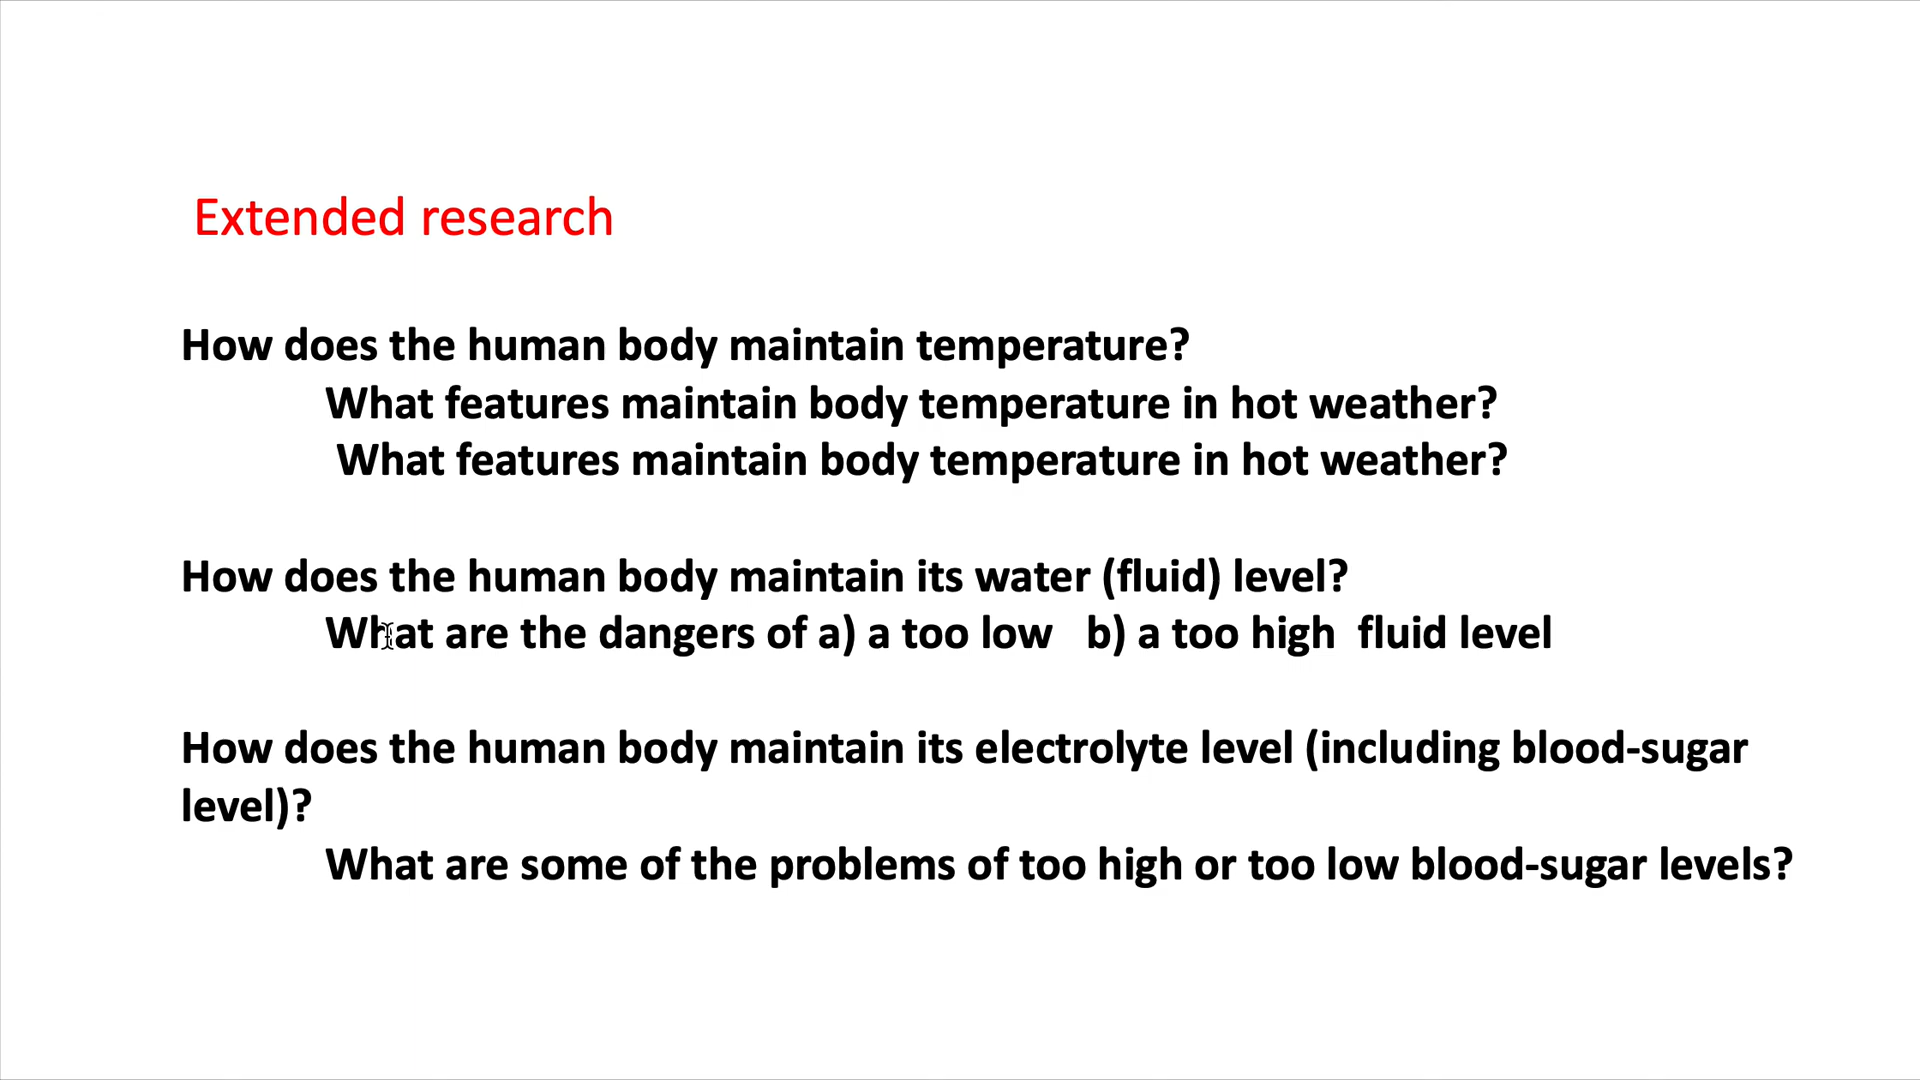 Extended research
How does the human body maintain temperature?
What features maintain body temperature in hot weather?
What features maintain body temperature in hot weather?
How does the human body maintain its water (fluid) level?
What are the dangers of a) a too low b) a too high fluid level
How does the human body maintain its electrolyte level (including blood-sugar
level)?
What are some of the problems of too high or too low blood-sugar levels?